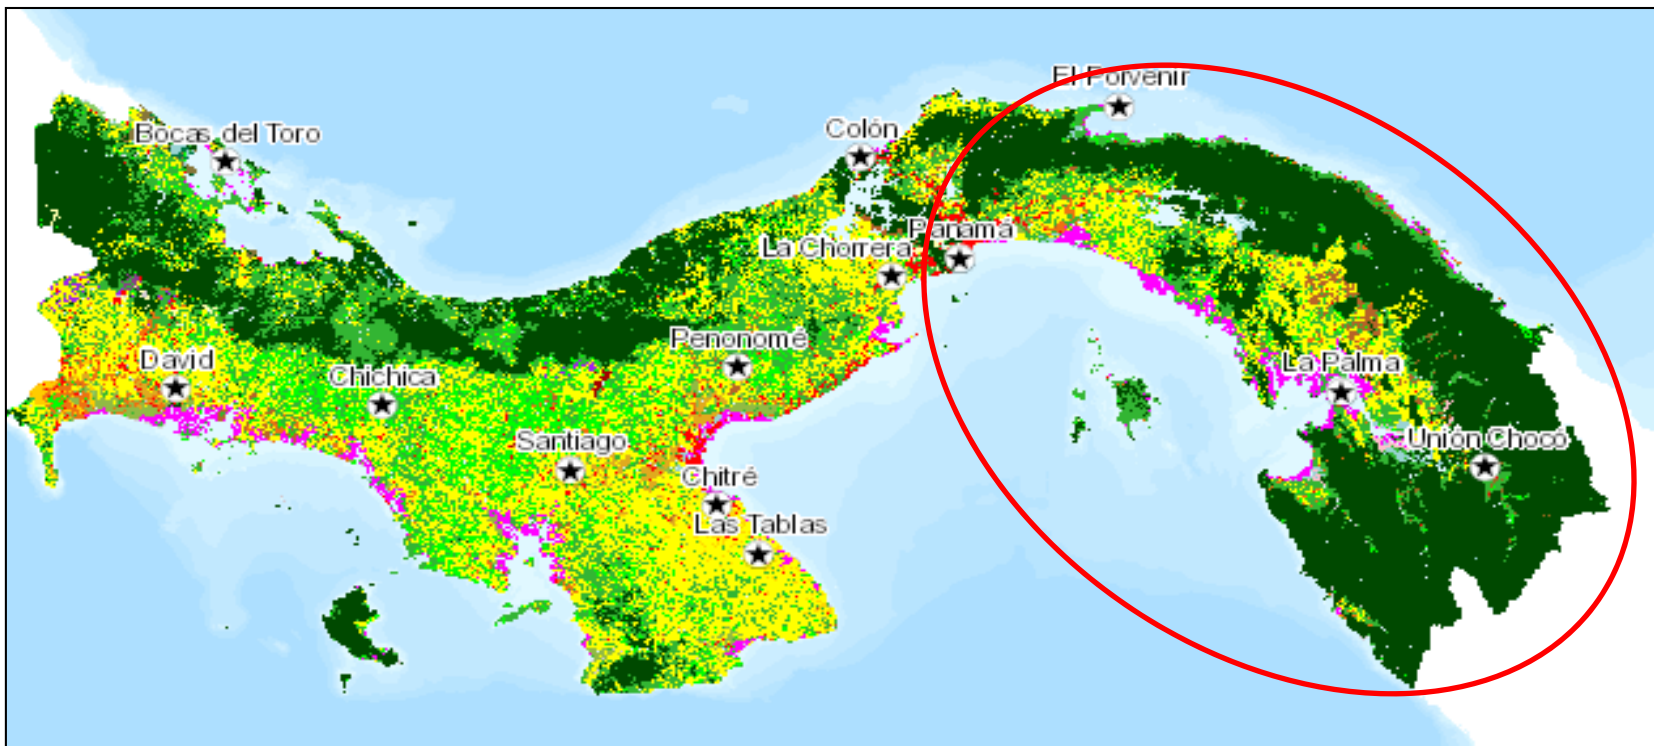 El Porvenir
Bocas del Toro
Colón
Panamá
La Chorrera
Penonomé
David
Chichica
La Palma
Santiago
Unión Chocó
Chitré
Las Tablas